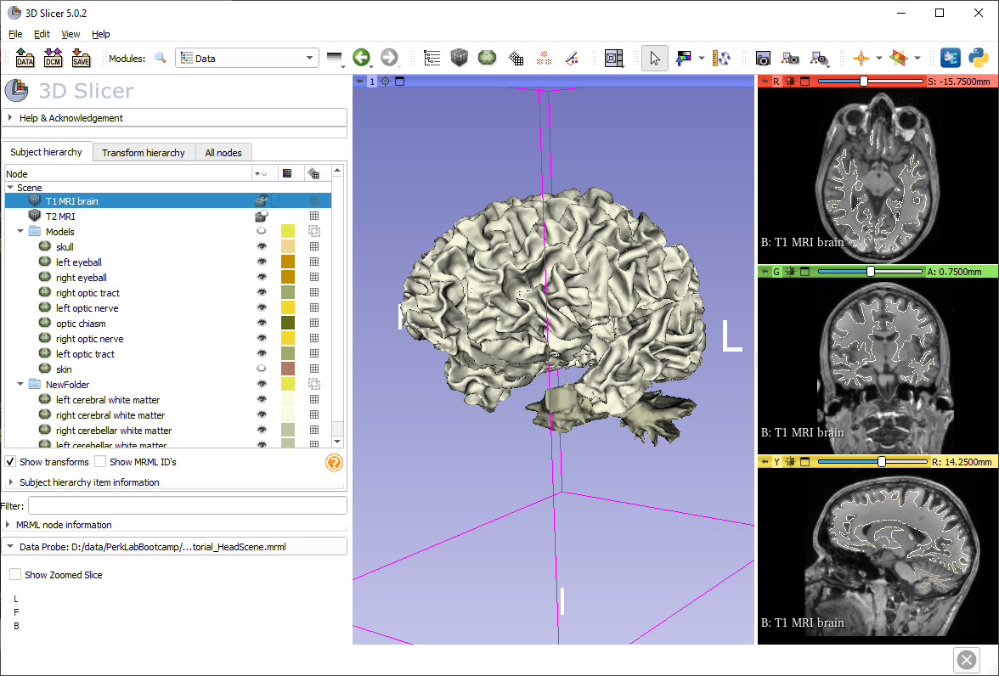 3D Slicer 5.0.2
File Edit View Help
DATA DCM SAVE Modules: Data
3D Slicer
Help & Acknowledgement
Subject hierarchy Transform hierarchy All nodes
Node
Scene
T1 MRI brain
T2 MRI
Models
skull
left eyeball
right eyeball
right optic tract
left optic nerve
optic chiasm
right optic nerve
left optic tract
skin
NewFolder
left cerebral white matter
right cerebral white matter
right cerebellar white matter
left cerebellar white matter
Show transforms Show MRML ID's
Subject hierarchy item information
Filter:
MRML node information
Data Probe: D:/data/PerkLabBootcamp/...torial_HeadScene.mrml
Show Zoomed Slice
L
F
B
1
L
I
R S: -15.7500mm
B: T1 MRI brain
G A: 0.7500mm
B: T1 MRI brain
Y R: 14.2500mm
B: T1 MRI brain